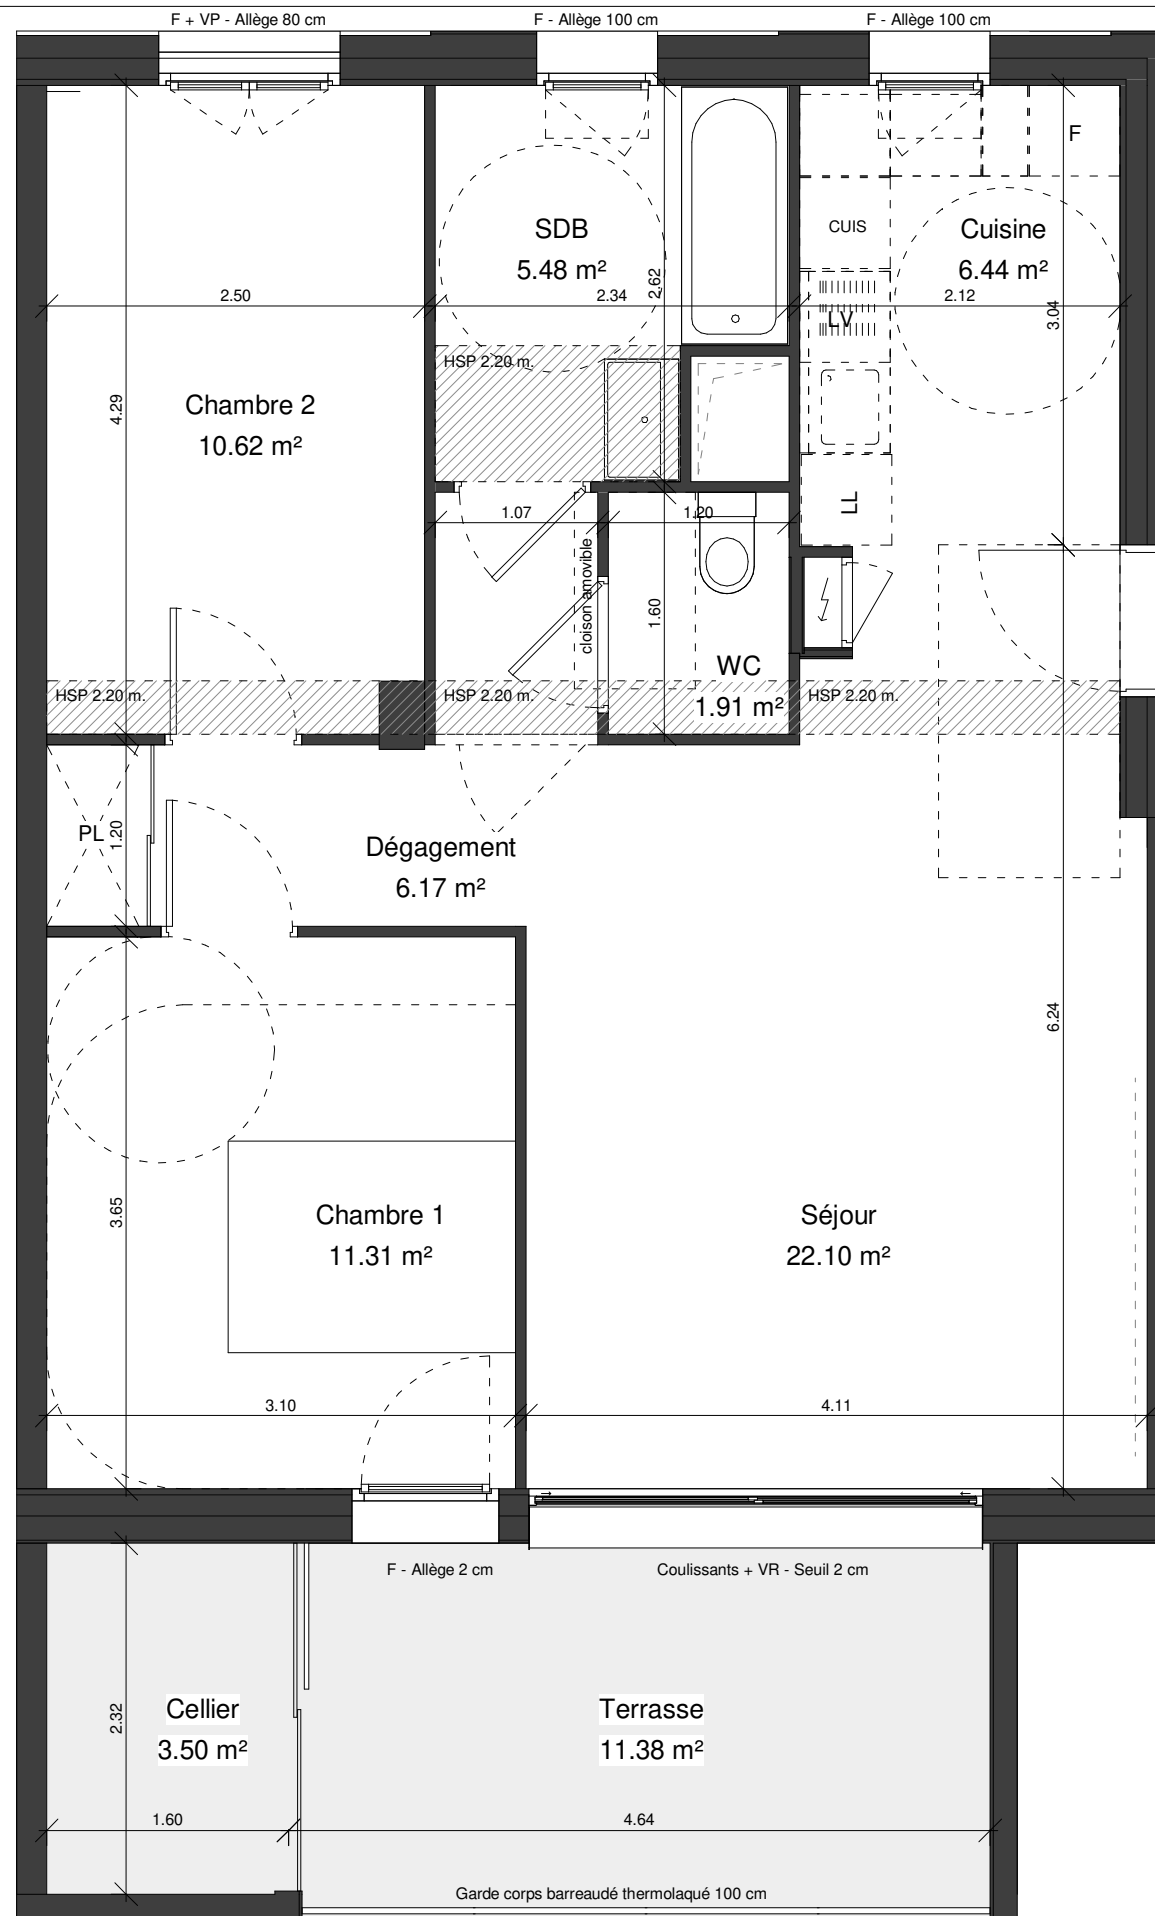 F + VP - Allège 80 cm
F - Allège 100 cm
F - Allège 100 cm
F
SDB
5.48 m²
CUIS
Cuisine
6.44 m²
2.50
2.34
2.62
LV
2.12
3.04
HSP 2.20 m.
4.29
Chambre 2
10.62 m²
LL
1.07
1.20
cloison amovible
1.60
WC
1.91 m²
HSP 2.20 m.
HSP 2.20 m.
HSP 2.20 m.
PL
1.20
Dégagement
6.17 m²
6.24
3.65
Chambre 1
11.31 m²
Séjour
22.10 m²
3.10
4.11
F - Allège 2 cm
Coulissants + VR - Seuil 2 cm
2.32
Cellier
3.50 m²
Terrasse
11.38 m²
1.60
4.64
Garde corps barreaudé thermolaqué 100 cm